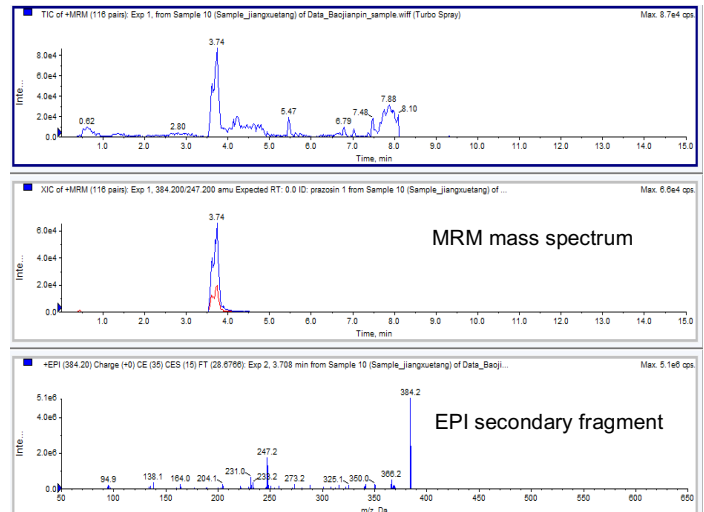 TIC of +MRM (116 pairs): Exp 1, from Sample 10 (Sample_jiangxuetang) of Data_Baojianpin_sample.wiff (Turbo Spray) Max. 8.7e4 cps.
Inte...
8.0e4
6.0e4
4.0e4
2.0e4
0.0
0.62 2.80 3.74 5.47 6.79 7.48 7.88 8.10
1.0 2.0 3.0 4.0 5.0 6.0 7.0 8.0 9.0 10.0 11.0 12.0 13.0 14.0 15.0
Time, min
XIC of +MRM (116 pairs): Exp 1, 384.200/247.200 amu Expected RT: 0.0 ID: prazosin 1 from Sample 10 (Sample_jiangxuetang) of ... Max. 6.6e4 cps.
3.74
MRM mass spectrum
Inte...
6.0e4
4.0e4
2.0e4
0.0
1.0 2.0 3.0 4.0 5.0 6.0 7.0 8.0 9.0 10.0 11.0 12.0 13.0 14.0 15.0
Time, min
+EPI (384.20) Charge (+0) CE (35) CES (15) FT (28.6766): Exp 2, 3.708 min from Sample 10 (Sample_jiangxuetang) of Data_Baoji... Max. 5.1e6 cps.
384.2
EPI secondary fragment
Inte...
5.1e6
4.0e6
2.0e6
0.0
94.9 138.1 164.0 204.1 231.0 247.2 273.2 325.1 350.0 366.2
50 100 150 200 250 300 350 400 450 500 550 600 650
m/z, Da